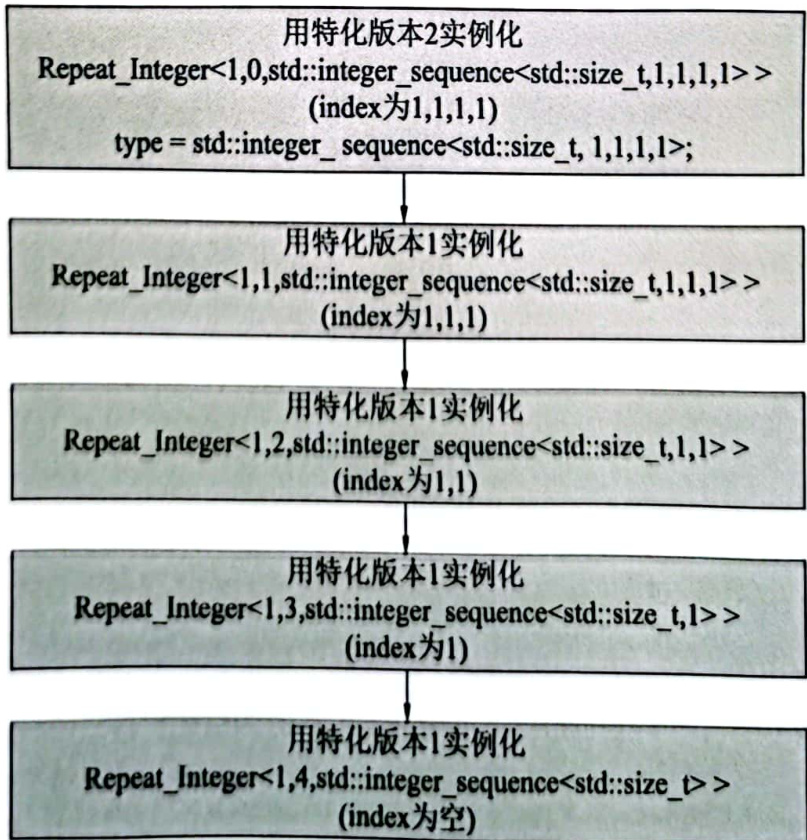 用特化版本2实例化
Repeat_Integer<1,0,std::integer_sequence<std::size_t,1,1,1,1> >
(index为1,1,1,1)
type = std::integer_ sequence<std::size_t, 1,1,1,1>;
用特化版本1实例化
Repeat_Integer<1,1,std::integer_sequence<std::size_t,1,1,1> >
(index为1,1,1)
用特化版本1实例化
Repeat_Integer<1,2,std::integer_sequence<std::size_t,1,1> >
(index为1,1)
用特化版本1实例化
Repeat_Integer<1,3,std::integer_sequence<std::size_t,1> >
(index为1)
用特化版本1实例化
Repeat_Integer<1,4,std::integer_sequence<std::size_t> >
(index为空)